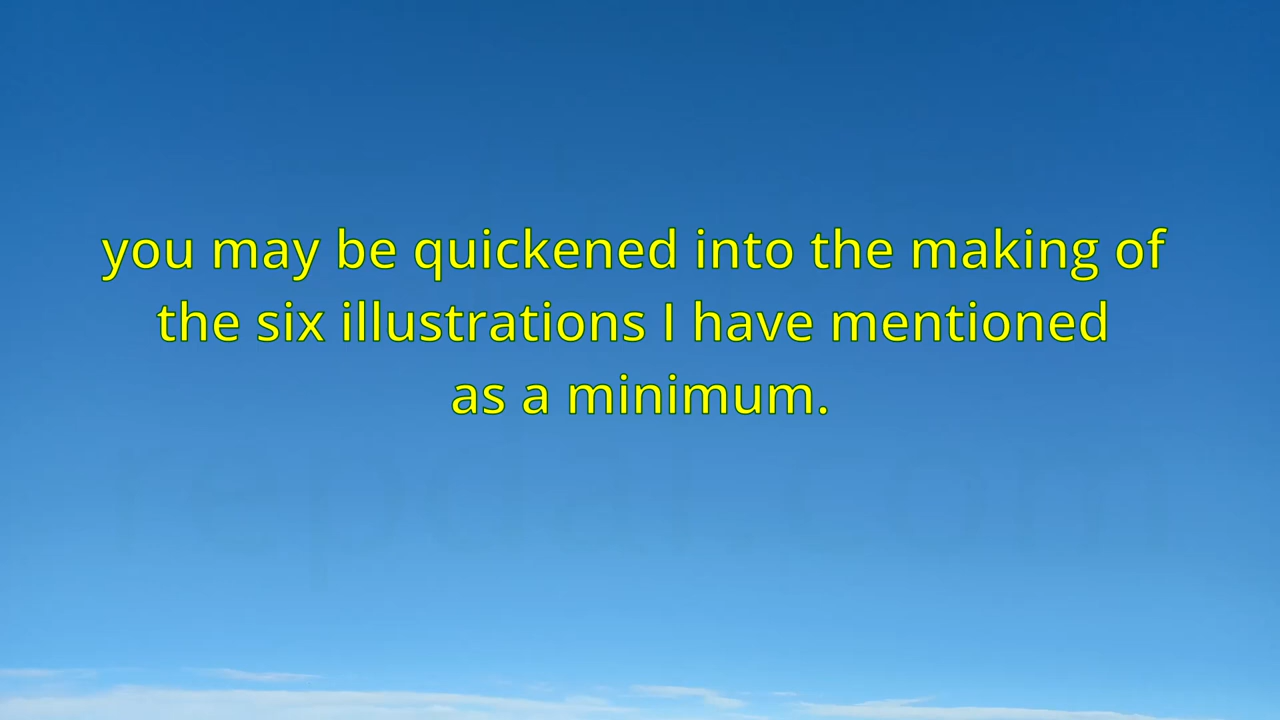 you may be quickened into the making of
the six illustrations I have mentioned
as a minimum.